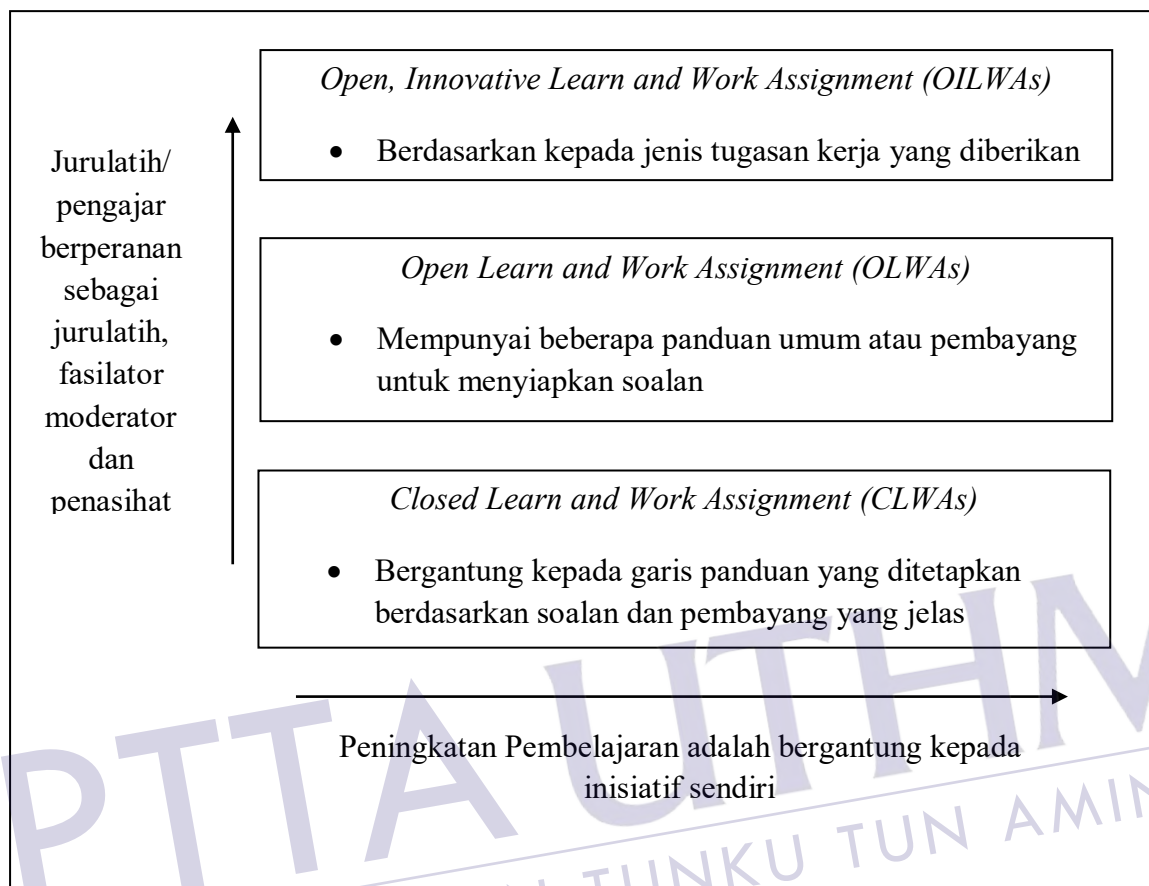 Open, Innovative Learn and Work Assignment (OILWAs)
• Berdasarkan kepada jenis tugasan kerja yang diberikan
Jurulatih/
pengajar
berperanan
sebagai
jurulatih,
fasilator
moderator
dan
penasihat
Open Learn and Work Assignment (OLWAs)
• Mempunyai beberapa panduan umum atau pembayang
untuk menyiapkan soalan
Closed Learn and Work Assignment (CLWAs)
• Bergantung kepada garis panduan yang ditetapkan
berdasarkan soalan dan pembayang yang jelas
Peningkatan Pembelajaran adalah bergantung kepada
inisiatif sendiri
PTTA UTHM
TUNKU TUN AMIN